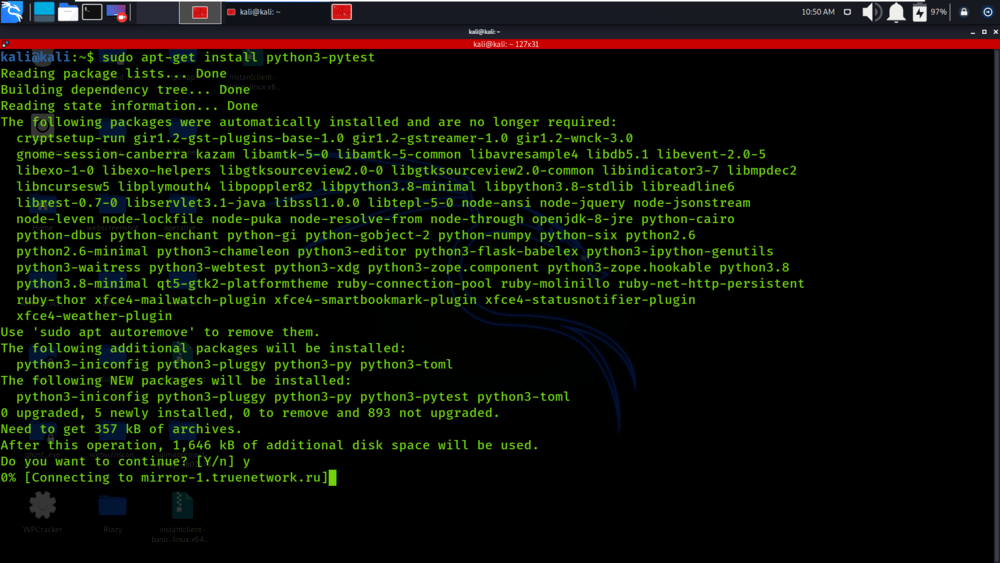 kali@kali: ~
10:50 AM
97%
kali@kali: ~
kali@kali: ~ 127x31
kali@kali:~$ sudo apt-get install python3-pytest
Reading package lists... Done
Building dependency tree... Done
Reading state information... Done
The following packages were automatically installed and are no longer required:
cryptsetup-run gir1.2-gst-plugins-base-1.0 gir1.2-gstreamer-1.0 gir1.2-wnck-3.0
gnome-session-canberra kazam libamtk-5-0 libamtk-5-common libavresample4 libdb5.1 libevent-2.0-5
libexo-1-0 libexo-helpers libgtksourceview2.0-0 libgtksourceview2.0-common libindicator3-7 libmpdec2
libncursesw5 libplymouth4 libpoppler82 libpython3.8-minimal libpython3.8-stdlib libreadline6
librest-0.7-0 libservlet3.1-java libssl1.0.0 libtepl-5-0 node-ansi node-jquery node-jsonstream
node-leven node-lockfile node-puka node-resolve-from node-through openjdk-8-jre python-cairo
python-dbus python-enchant python-gi python-gobject-2 python-numpy python-six python2.6
python2.6-minimal python3-chameleon python3-editor python3-flask-babelex python3-ipython-genutils
python3-waitress python3-webtest python3-xdg python3-zope.component python3-zope.hookable python3.8
python3.8-minimal qt5-gtk2-platformtheme ruby-connection-pool ruby-molinillo ruby-net-http-persistent
ruby-thor xfce4-mailwatch-plugin xfce4-smartbookmark-plugin xfce4-statusnotifier-plugin
xfce4-weather-plugin
Use 'sudo apt autoremove' to remove them.
The following additional packages will be installed:
python3-iniconfig python3-pluggy python3-py python3-toml
The following NEW packages will be installed:
python3-iniconfig python3-pluggy python3-py python3-pytest python3-toml
0 upgraded, 5 newly installed, 0 to remove and 893 not upgraded.
Need to get 357 kB of archives.
After this operation, 1,646 kB of additional disk space will be used.
Do you want to continue? [Y/n] y
0% [Connecting to mirror-1.truenetwork.ru]
WPCracker
Riazy
instantclient-
basis-linux.x64...